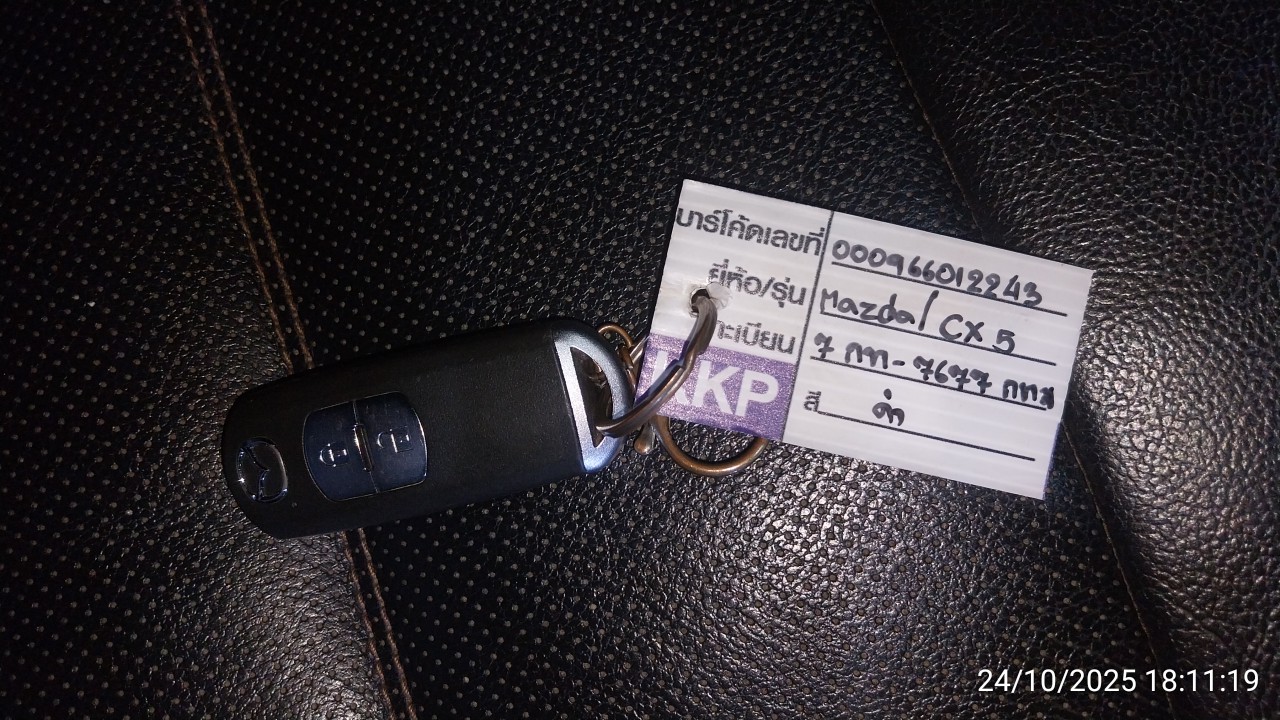 บาร์โค้ดเลขที่ 000966012243
ยี่ห้อ/รุ่น Mazda/ CX 5
ทะเบียน 7 กก-7677 กทม
KKP
สี ดำ
24/10/2025 18:11:19